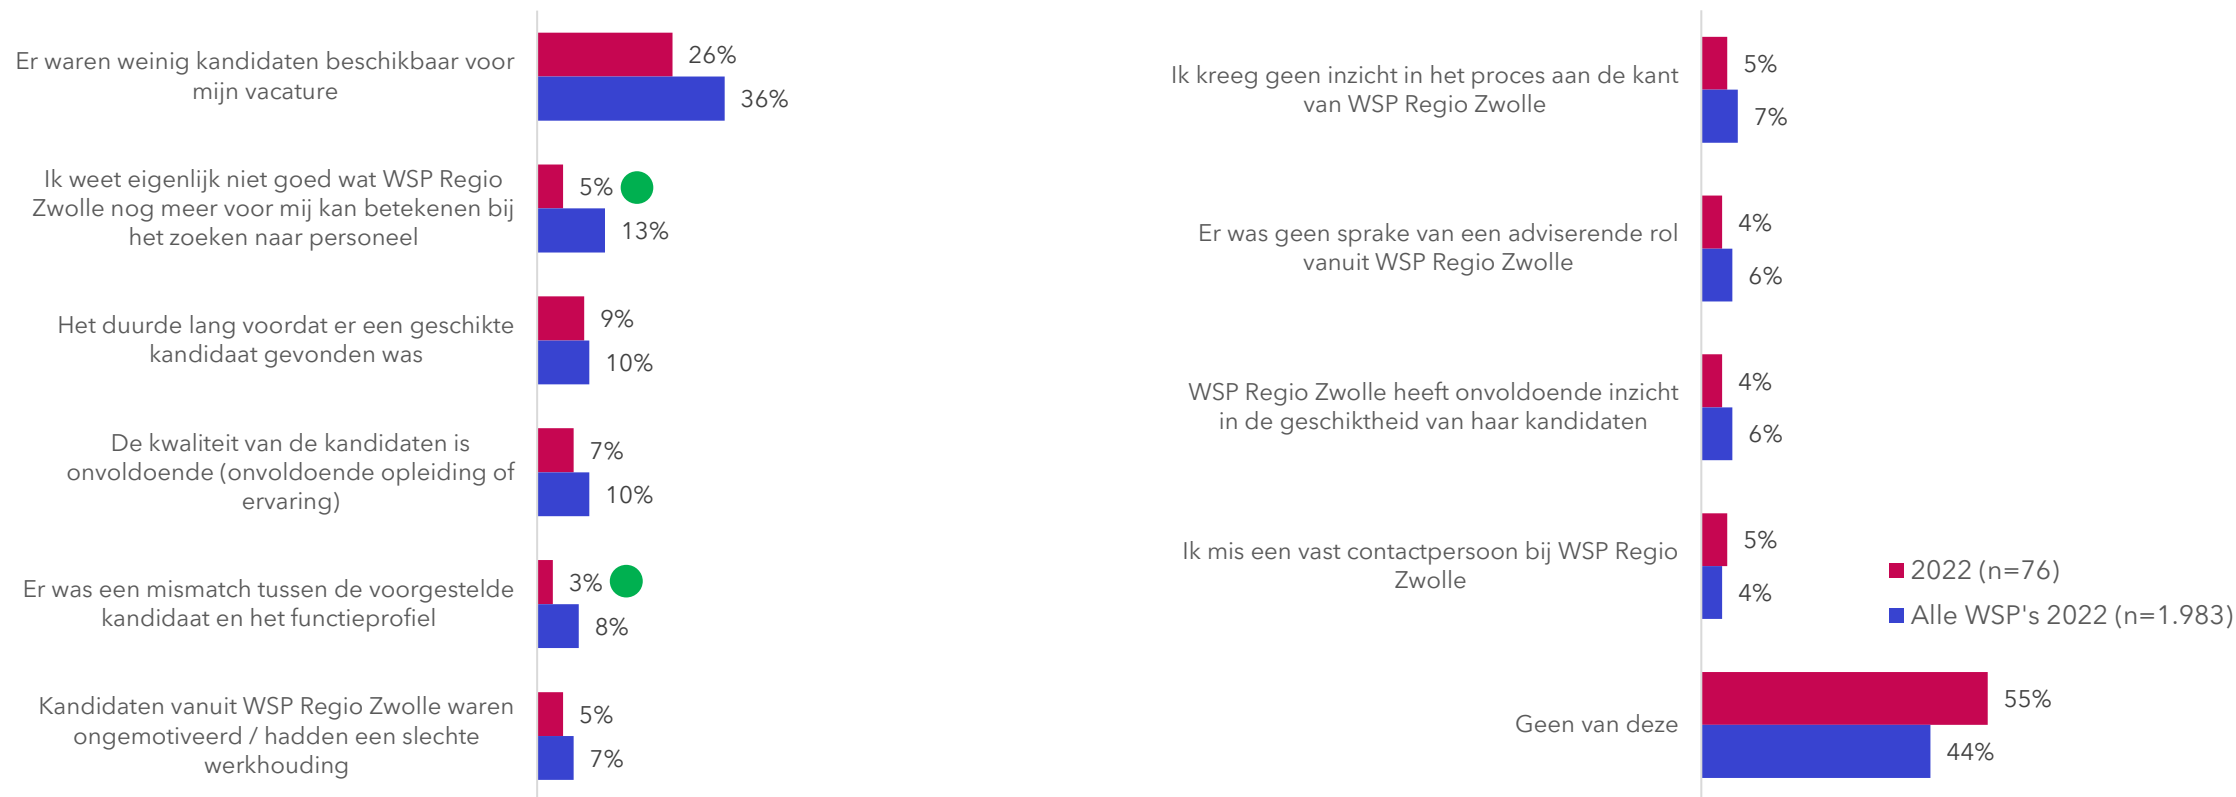 Er waren weinig kandidaten beschikbaar voor
mijn vacature
26%
36%
Ik weet eigenlijk niet goed wat WSP Regio
Zwolle nog meer voor mij kan betekenen bij
het zoeken naar personeel
5%
13%
Het duurde lang voordat er een geschikte
kandidaat gevonden was
9%
10%
De kwaliteit van de kandidaten is
onvoldoende (onvoldoende opleiding of
ervaring)
7%
10%
Er was een mismatch tussen de voorgestelde
kandidaat en het functieprofiel
3%
8%
Kandidaten vanuit WSP Regio Zwolle waren
ongemotiveerd / hadden een slechte
werkhouding
5%
7%
Ik kreeg geen inzicht in het proces aan de kant
van WSP Regio Zwolle
5%
7%
Er was geen sprake van een adviserende rol
vanuit WSP Regio Zwolle
4%
6%
WSP Regio Zwolle heeft onvoldoende inzicht
in de geschiktheid van haar kandidaten
4%
6%
Ik mis een vast contactpersoon bij WSP Regio
Zwolle
5%
4%
2022 (n=76)
Alle WSP's 2022 (n=1.983)
Geen van deze
55%
44%